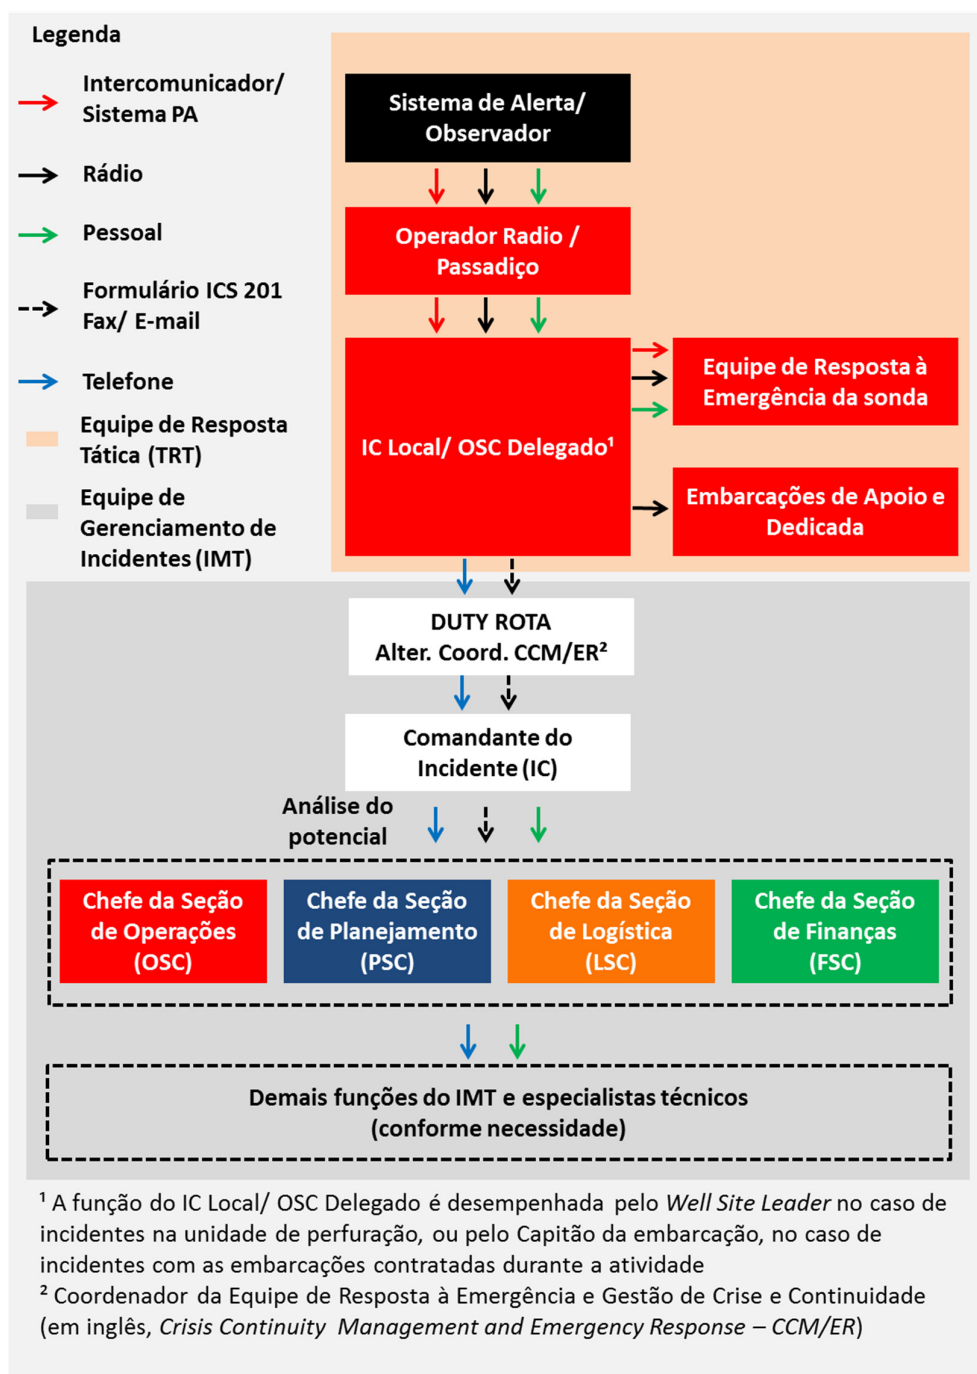 Legenda
Intercomunicador/
Sistema PA
Rádio
Pessoal
Formulário ICS 201
Fax/ E-mail
Telefone
Equipe de Resposta
Tática (TRT)
Equipe de
Gerenciamento de
Incidentes (IMT)
Sistema de Alerta/
Observador
Operador Radio /
Passadiço
IC Local/ OSC Delegado¹
Equipe de Resposta à
Emergência da sonda
Embarcações de Apoio e
Dedicada
DUTY ROTA
Alter. Coord. CCM/ER²
Comandante do
Incidente (IC)
Análise do
potencial
Chefe da Seção
de Operações
(OSC)
Chefe da Seção
de Planejamento
(PSC)
Chefe da Seção
de Logística
(LSC)
Chefe da Seção
de Finanças
(FSC)
Demais funções do IMT e especialistas técnicos
(conforme necessidade)
¹ A função do IC Local/ OSC Delegado é desempenhada pelo Well Site Leader no caso de
incidentes na unidade de perfuração, ou pelo Capitão da embarcação, no caso de
incidentes com as embarcações contratadas durante a atividade
² Coordenador da Equipe de Resposta à Emergência e Gestão de Crise e Continuidade
(em inglês, Crisis Continuity Management and Emergency Response – CCM/ER)